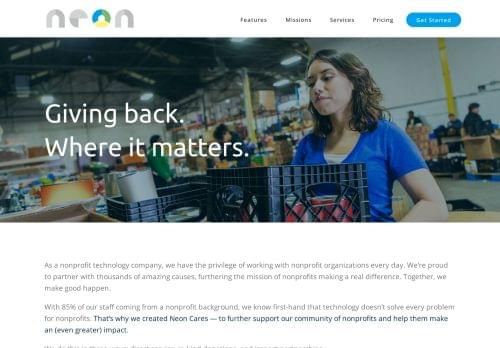 neon
Features Missions Services Pricing Get Started
Giving back.
Where it matters.
As a nonprofit technology company, we have the privilege of working with nonprofit organizations every day. We're proud
to partner with thousands of amazing causes, furthering the mission of nonprofits making a real difference. Together, we
make good happen.
With 85% of our staff coming from a nonprofit background, we know first-hand that technology doesn't solve every problem
for nonprofits. That's why we created Neon Cares — to further support our community of nonprofits and help them make
an (even greater) impact.